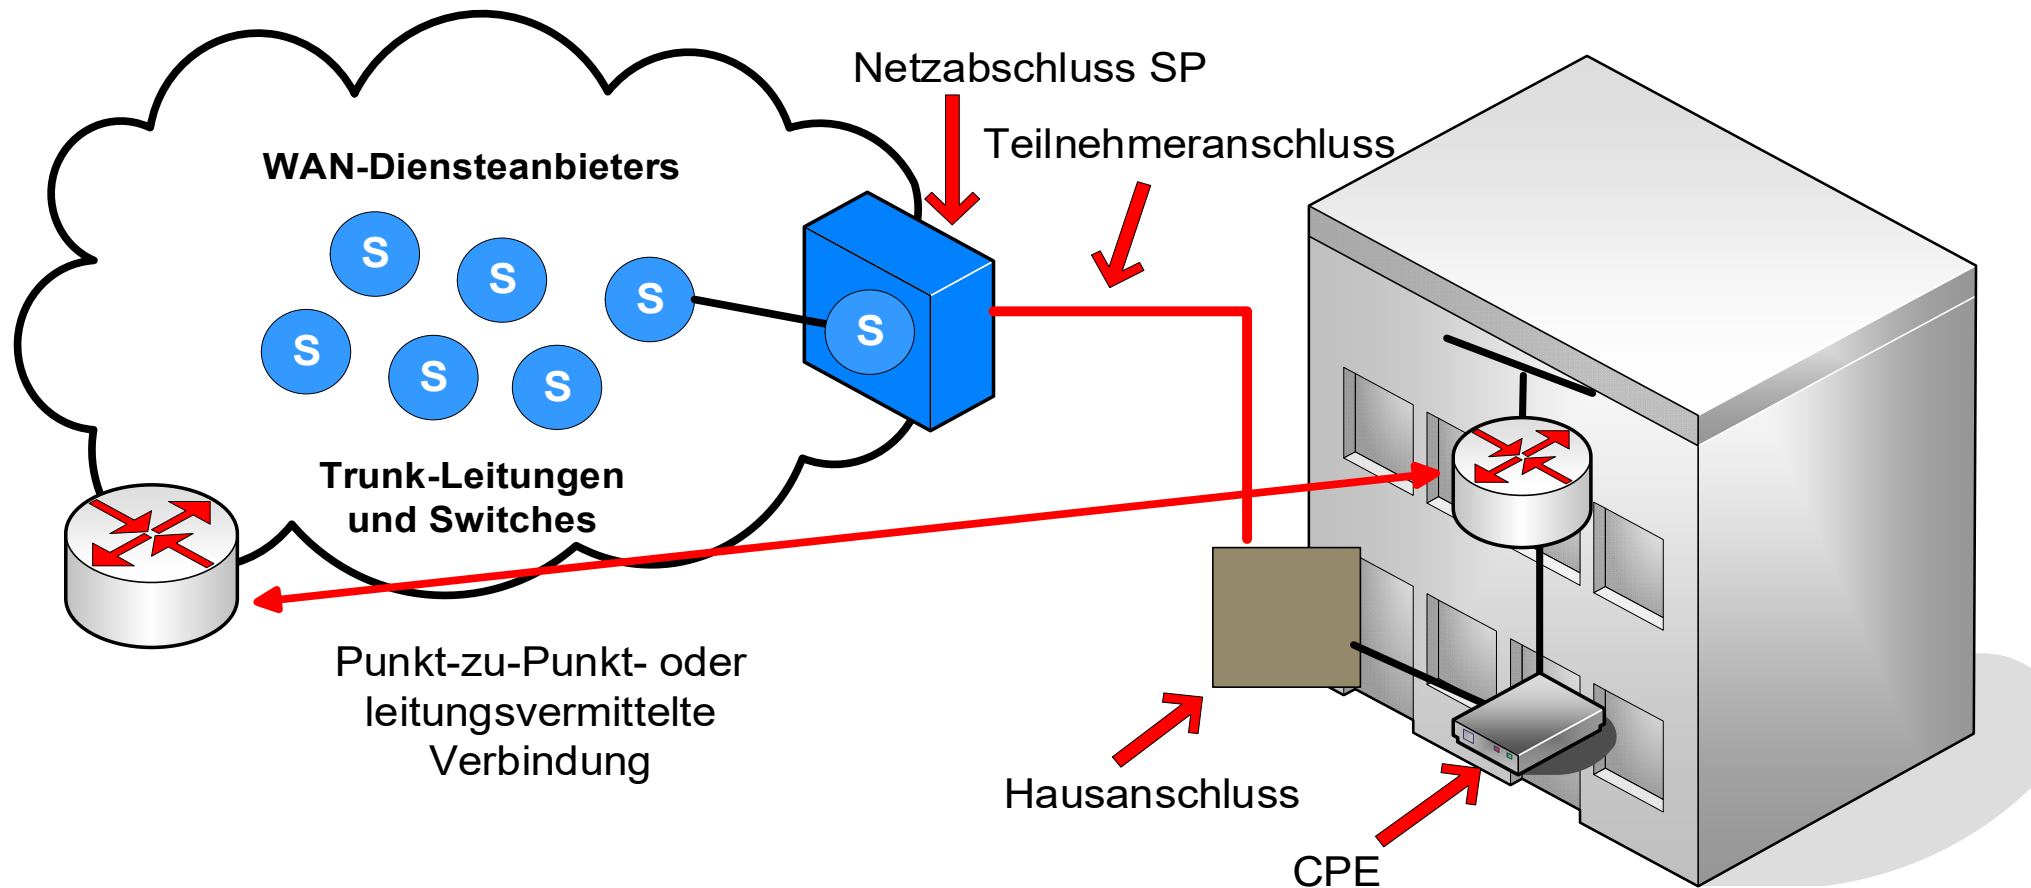 Netzabschluss SP
Teilnehmeranschluss
WAN-Diensteanbieters
S
S
S
S
S
S
S
Trunk-Leitungen
und Switches
Punkt-zu-Punkt- oder
leitungsvermittelte
Verbindung
Hausanschluss
CPE